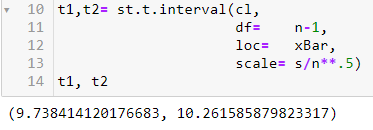 10 t1,t2= st.t.interval(cl,
11 df= n-1,
12 loc= xBar,
13 scale= s/n**.5)
14 t1, t2
(9.738414120176683, 10.261585879823317)